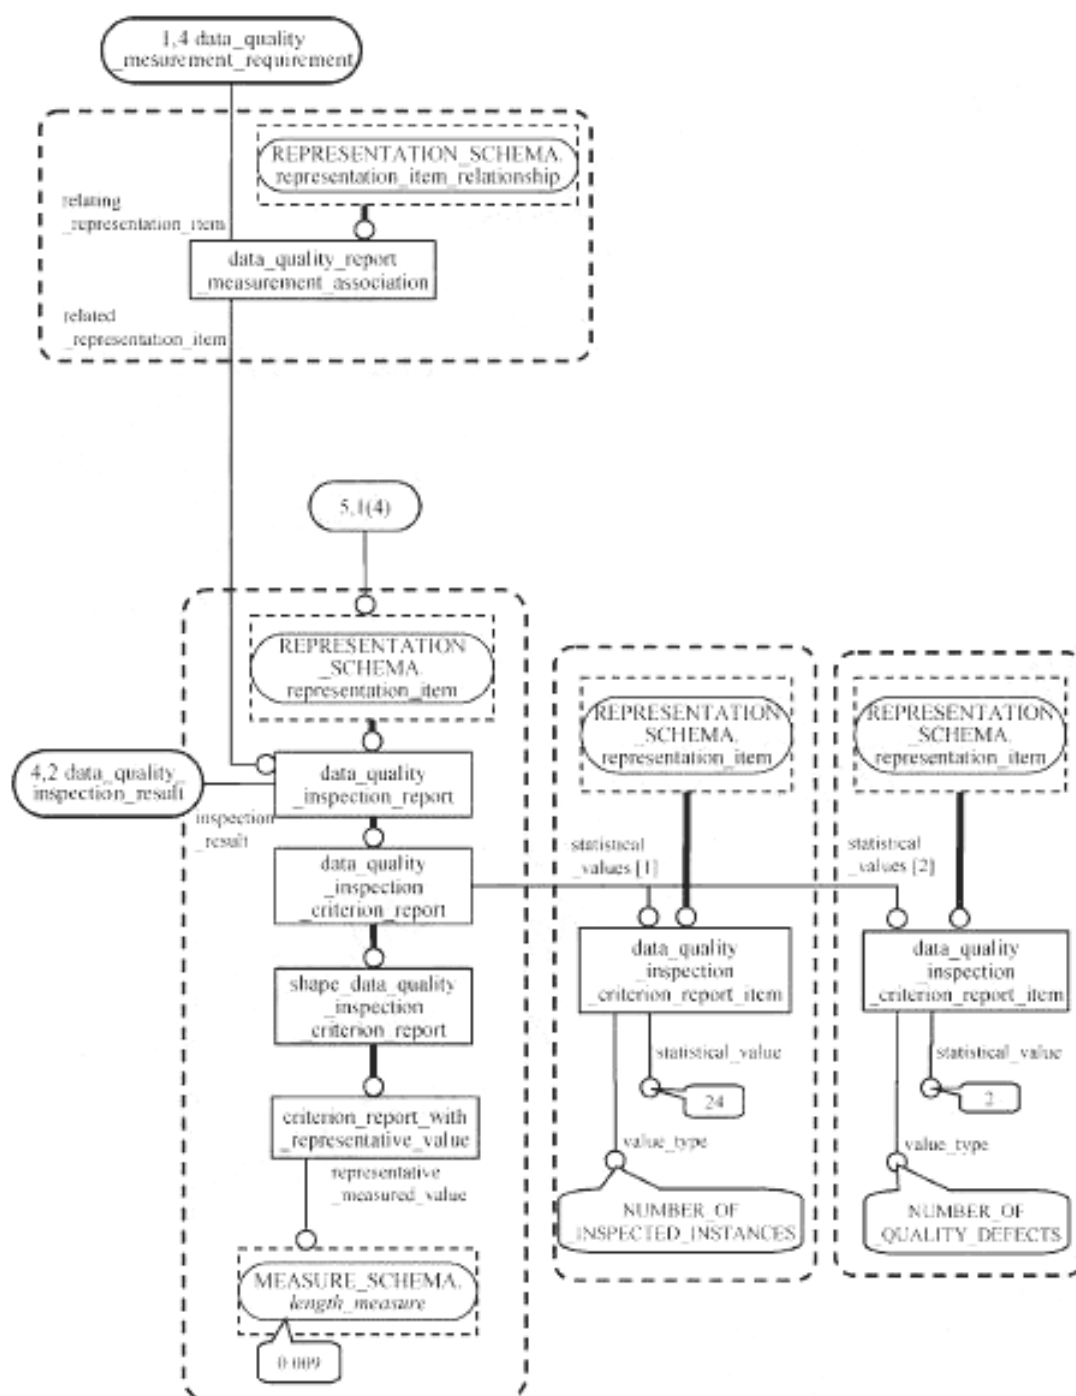 1,4 data_quality
_mesurement_requirement
REPRESENTATION_SCHEMA.
representation_item_relationship
relating
_representation_item
data_quality_report
_measurement_association
related
_representation_item
5,1(4)
REPRESENTATION
_SCHEMA.
representation_item
4,2 data_quality_
inspection_result
data_quality
_inspection_report
inspection
_result
data_quality
_inspection
_criterion_report
shape_data_quality
_inspection
_criterion_report
criterion_report_with
_representative_value
representative
_measured_value
MEASURE_SCHEMA.
length_measure
0.009
REPRESENTATION
_SCHEMA.
representation_item
statistical
_values [1]
data_quality
_inspection
_criterion_report_item
statistical_value
24
value_type
NUMBER_OF
_INSPECTED_INSTANCES
REPRESENTATION
_SCHEMA.
representation_item
statistical
_values [2]
data_quality
_inspection
_criterion_report_item
statistical_value
2
value_type
NUMBER_OF
_QUALITY_DEFECTS